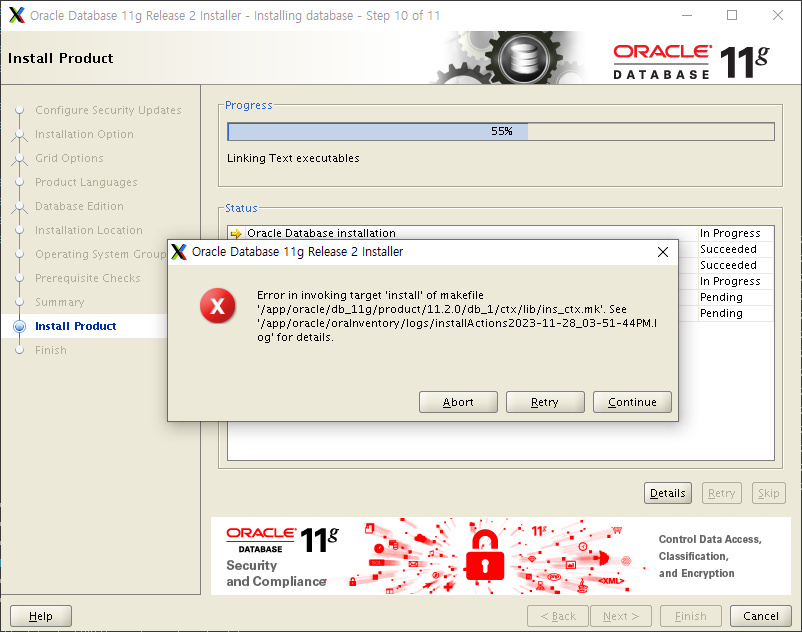 Oracle Database 11g Release 2 Installer - Installing database - Step 10 of 11
Install Product
ORACLE
DATABASE 11g
Configure Security Updates
Installation Option
Grid Options
Product Languages
Database Edition
Installation Location
Operating System Group
Prerequisite Checks
Summary
Install Product
Finish
Progress
55%
Linking Text executables
Status
Oracle Database installation In Progress
Succeeded
Succeeded
In Progress
Pending
Pending
Oracle Database 11g Release 2 Installer
Error in invoking target 'install' of makefile
'/app/oracle/db_11g/product/11.2.0/db_1/ctx/lib/ins_ctx.mk'. See
'/app/oracle/oraInventory/logs/installActions2023-11-28_03-51-44PM.l
og' for details.
Abort Retry Continue
Details Retry Skip
ORACLE
DATABASE 11g
Security
and Compliance
11g
<XML>
Control Data Access,
Classification,
and Encryption
Help < Back Next > Finish Cancel